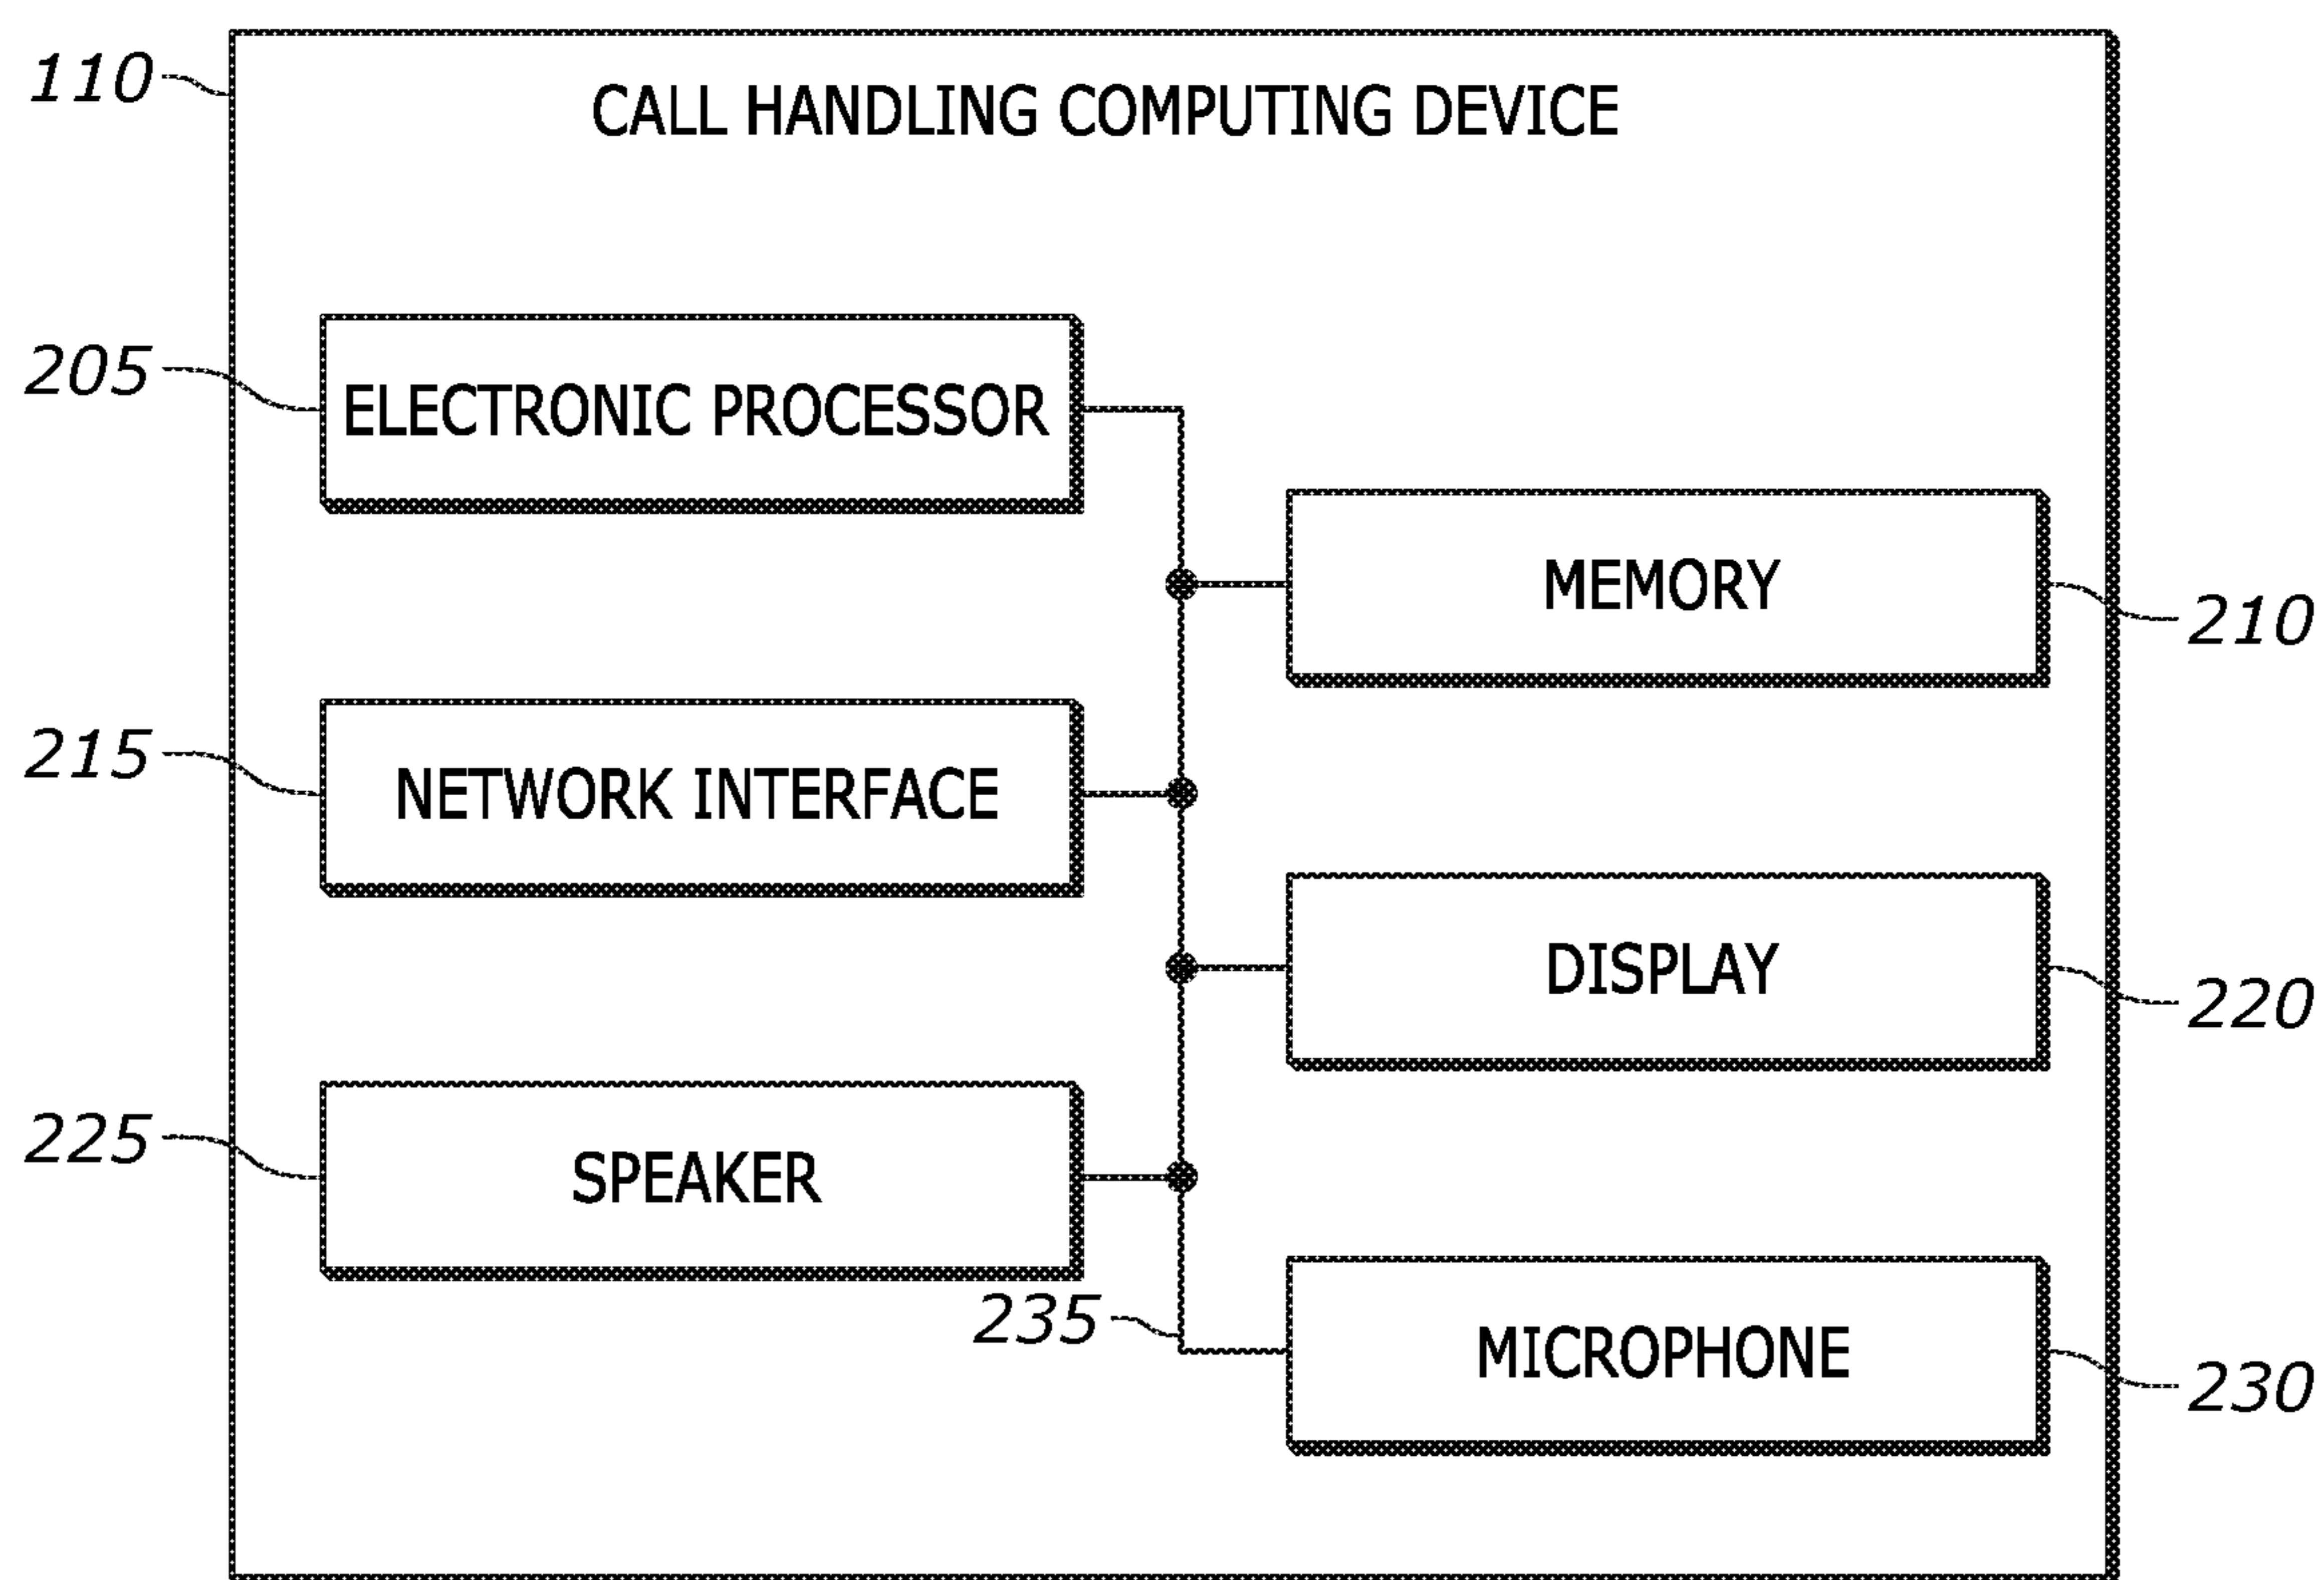 110
CALL HANDLING COMPUTING DEVICE
205
ELECTRONIC PROCESSOR
MEMORY
210
215
NETWORK INTERFACE
DISPLAY
220
225
SPEAKER
235
MICROPHONE
230